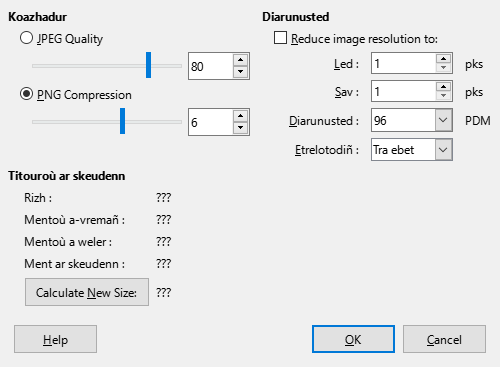 Koazhadur
JPEG Quality
80
PNG Compression
6
Diarunusted
Reduce image resolution to:
Led : 1 pks
Sav : 1 pks
Diarunusted : 96 PDM
Etrelotodiñ : Tra ebet
Titouroù ar skeudenn
Rizh : ???
Mentoù a-vremañ : ???
Mentoù a weler : ???
Ment ar skeudenn : ???
Calculate New Size: ???
Help
OK
Cancel